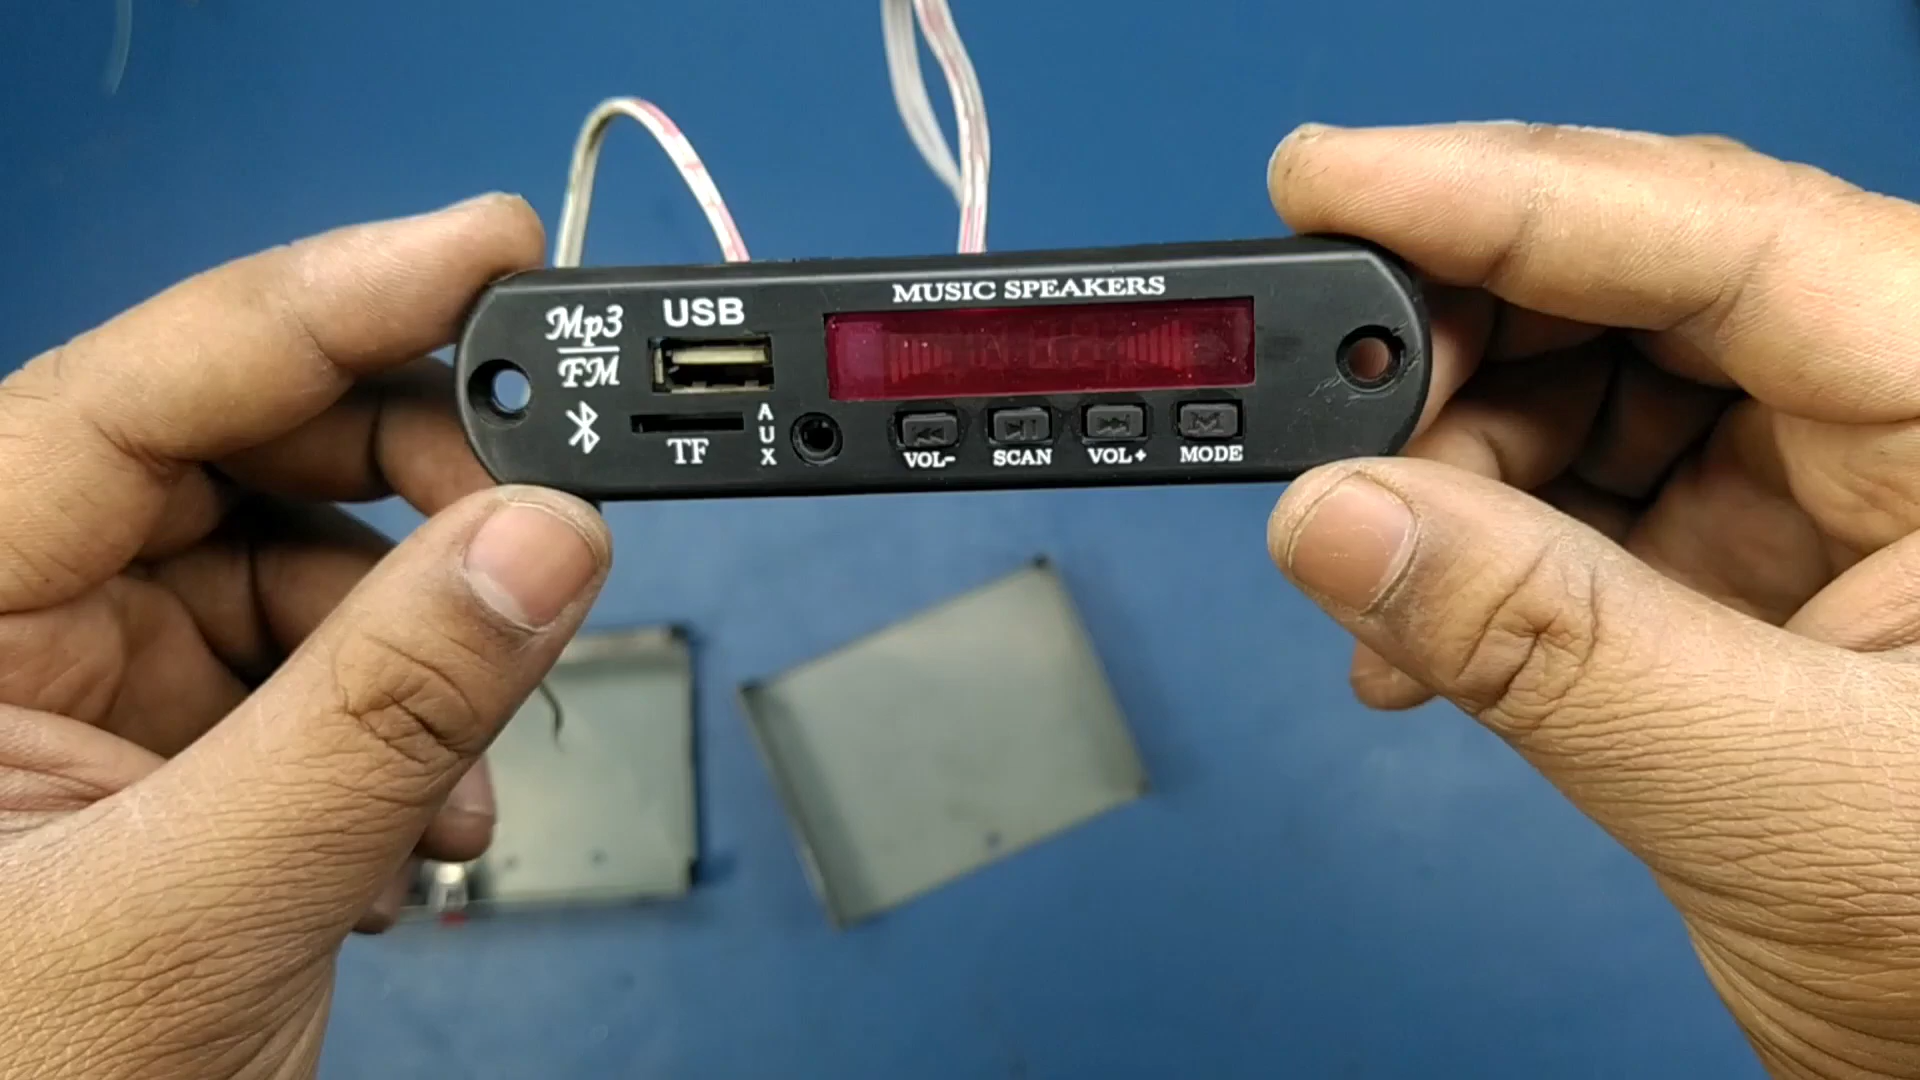 MUSIC SPEAKERS
Mp3
FM
USB
TF
AUX
VOL-
SCAN
VOL+
M
MODE